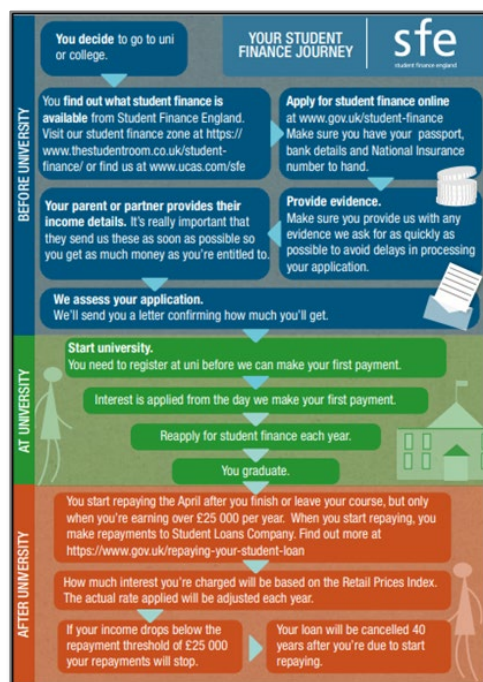 YOUR STUDENT
FINANCE JOURNEY
sfe
student finance england
BEFORE UNIVERSITY
You decide to go to uni
or college.
You find out what student finance is
available from Student Finance England.
Visit our student finance zone at https://
www.thestudentroom.co.uk/student-
finance/ or find us at www.ucas.com/sfe
Apply for student finance online
at www.gov.uk/student-finance
Make sure you have your passport,
bank details and National Insurance
number to hand.
Provide evidence.
Make sure you provide us with any
evidence we ask for as quickly as
possible to avoid delays in processing
your application.
Your parent or partner provides their
income details. It's really important that
they send us these as soon as possible so
you get as much money as you're entitled to.
We assess your application.
We'll send you a letter confirming how much you'll get.
AT UNIVERSITY
Start university.
You need to register at uni before we can make your first payment.
Interest is applied from the day we make your first payment.
Reapply for student finance each year.
You graduate.
AFTER UNIVERSITY
You start repaying the April after you finish or leave your course, but only
when you're earning over £25 000 per year. When you start repaying, you
make repayments to Student Loans Company. Find out more at
https://www.gov.uk/repaying-your-student-loan
How much interest you're charged will be based on the Retail Prices Index.
The actual rate applied will be adjusted each year.
If your income drops below the
repayment threshold of £25 000
your repayments will stop.
Your loan will be cancelled 40
years after you're due to start
repaying.